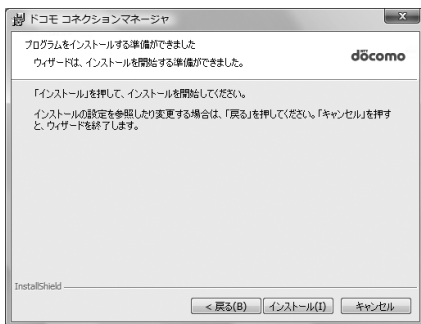 ドコモ コネクションマネージャ
プログラムをインストールする準備ができました
ウィザードは、インストールを開始する準備ができました。
döcomo
「インストール」を押して、インストールを開始してください。
インストールの設定を参照したり変更する場合は、「戻る」を押してください。「キャンセル」を押す
と、ウィザードを終了します。
InstallShield
< 戻る(B)
インストール(I)
キャンセル